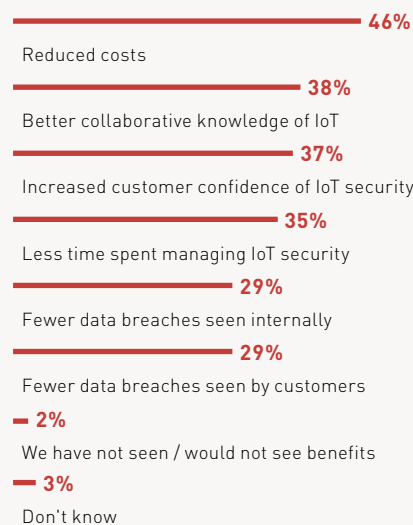 46%
Reduced costs
38%
Better collaborative knowledge of IoT
37%
Increased customer confidence of IoT security
35%
Less time spent managing IoT security
29%
Fewer data breaches seen internally
29%
Fewer data breaches seen by customers
2%
We have not seen / would not see benefits
3%
Don't know